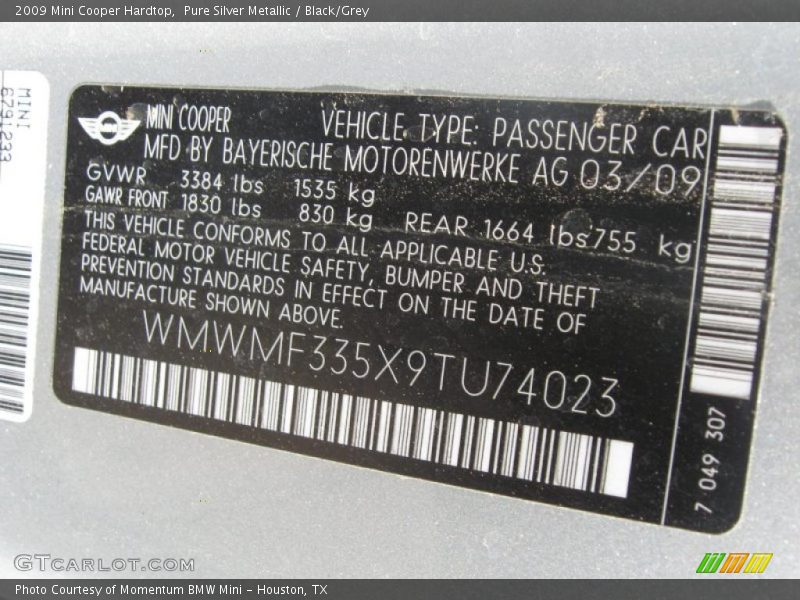 2009 Mini Cooper Hardtop,  Pure Silver Metallic / Black/Grey
MINI
6791233
MINI COOPER
VEHICLE TYPE: PASSENGER CAR
MFD BY BAYERISCHE MOTORENWERKE AG 03/09
GVWR 3384 lbs 1535 kg
GAWR FRONT 1830 lbs 830 kg REAR 1664 lbs 755 kg
THIS VEHICLE CONFORMS TO ALL APPLICABLE U.S.
FEDERAL MOTOR VEHICLE SAFETY, BUMPER AND THEFT
PREVENTION STANDARDS IN EFFECT ON THE DATE OF
MANUFACTURE SHOWN ABOVE.
WMWMF335X9TU74023
7 049 307
GTCARLOT.COM
Photo Courtesy of Momentum BMW Mini - Houston, TX